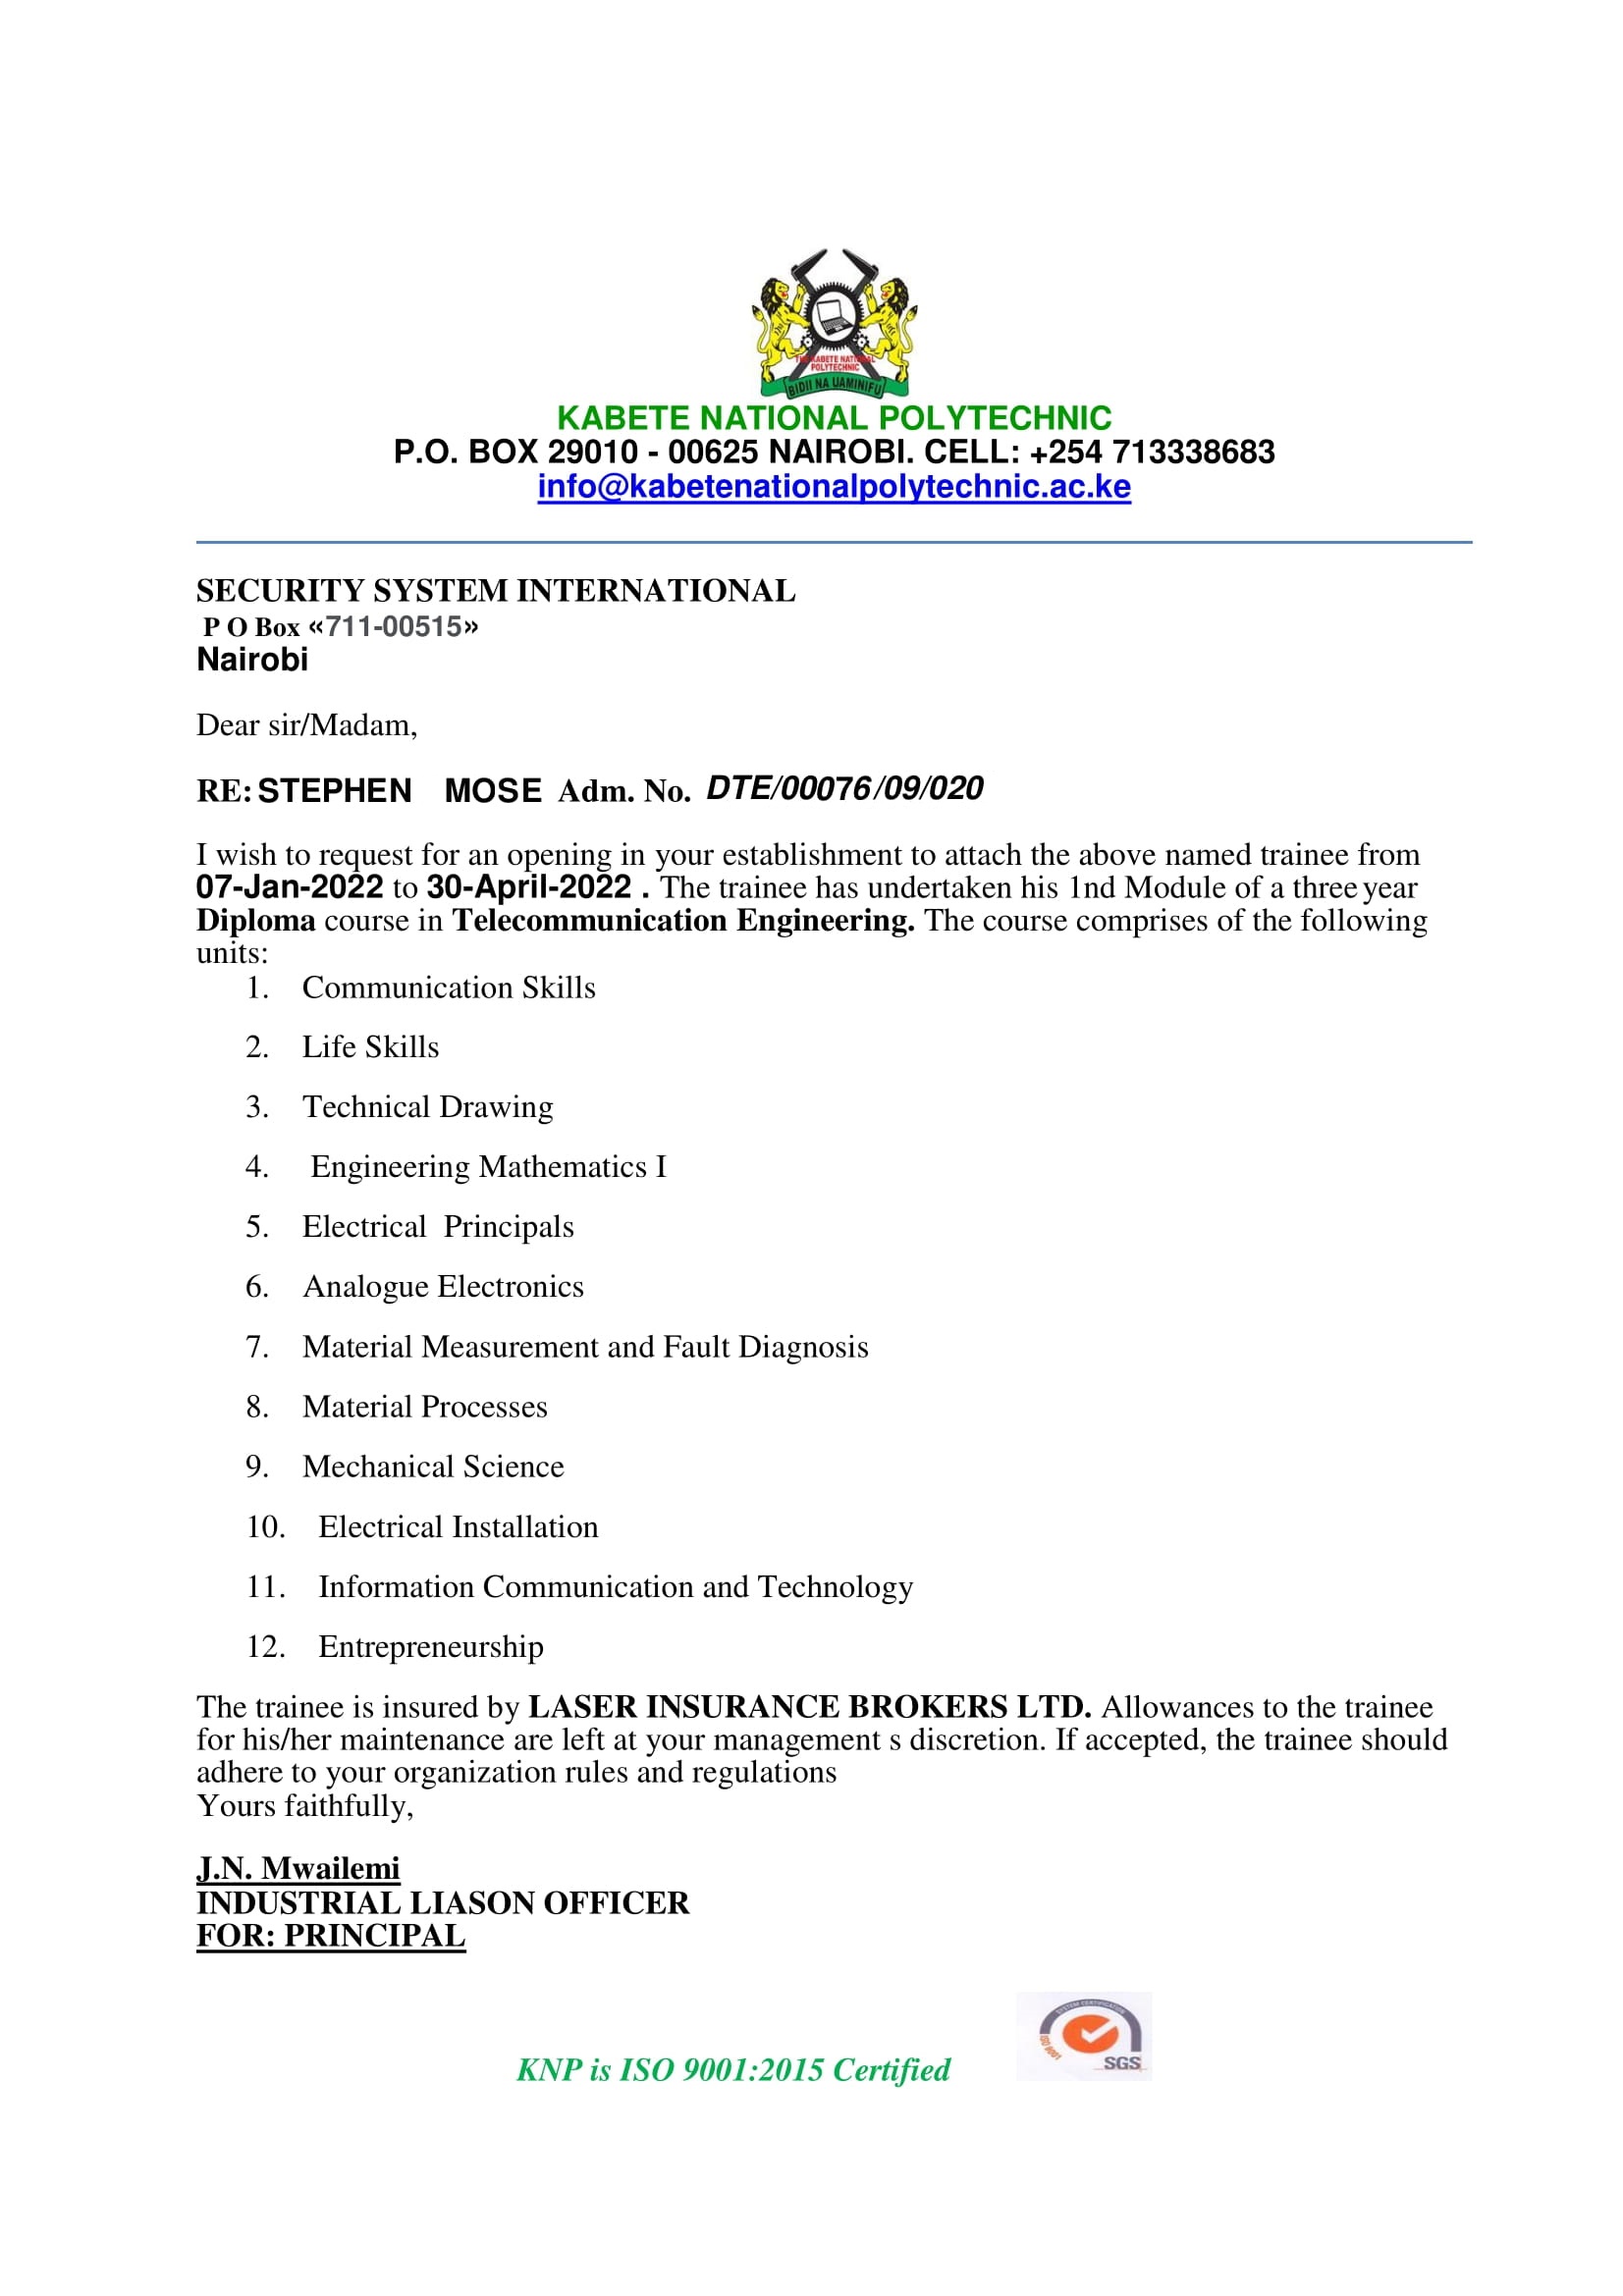 THE KABETE NATIONAL
POLYTECHNIC
BIDII NA UAMINIFU
KABETE NATIONAL POLYTECHNIC
P.O. BOX 29010 - 00625 NAIROBI. CELL: +254 713338683
info@kabetenationalpolytechnic.ac.ke
SECURITY SYSTEM INTERNATIONAL
P O Box «711-00515»
Nairobi
Dear sir/Madam,
RE: STEPHEN MOSE Adm. No. DTE/00076/09/020
I wish to request for an opening in your establishment to attach the above named trainee from
07-Jan-2022 to 30-April-2022 . The trainee has undertaken his 1nd Module of a three year
Diploma course in Telecommunication Engineering. The course comprises of the following
units:
1. Communication Skills
2. Life Skills
3. Technical Drawing
4. Engineering Mathematics I
5. Electrical Principals
6. Analogue Electronics
7. Material Measurement and Fault Diagnosis
8. Material Processes
9. Mechanical Science
10. Electrical Installation
11. Information Communication and Technology
12. Entrepreneurship
The trainee is insured by LASER INSURANCE BROKERS LTD. Allowances to the trainee
for his/her maintenance are left at your management s discretion. If accepted, the trainee should
adhere to your organization rules and regulations
Yours faithfully,
J.N. Mwailemi
INDUSTRIAL LIASON OFFICER
FOR: PRINCIPAL
SYSTEM CERTIFICATION
ISO 9001
SGS
KNP is ISO 9001:2015 Certified